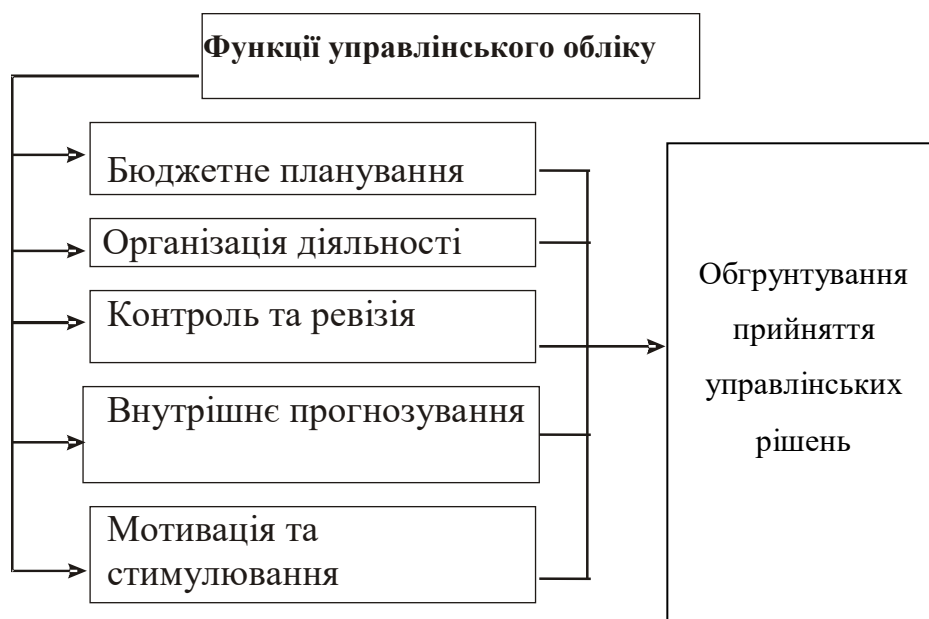 Функції управлінського обліку
Бюджетне планування
Організація діяльності
Контроль та ревізія
Внутрішнє прогнозування
Мотивація та
стимулювання
Обгрунтування
прийняття
управлінських
рішень